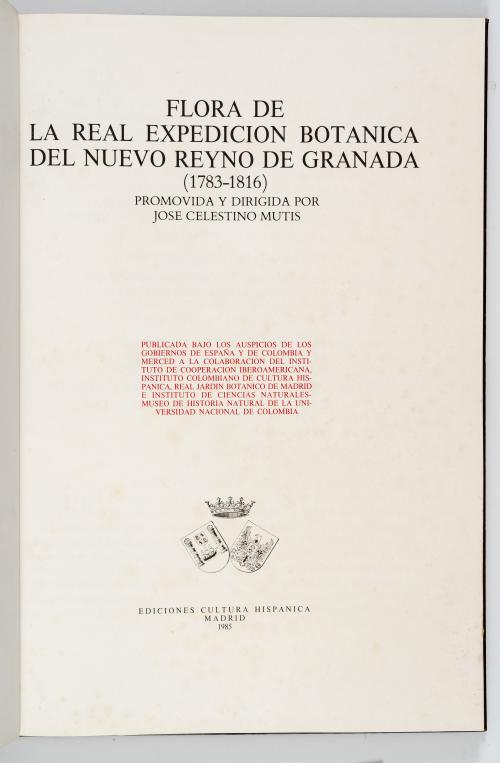 FLORA DE
LA REAL EXPEDICION BOTANICA
DEL NUEVO REYNO DE GRANADA
(1783-1816)
PROMOVIDA Y DIRIGIDA POR
JOSE CELESTINO MUTIS
PUBLICADA BAJO LOS AUSPICIOS DE LOS
GOBIERNOS DE ESPAÑA Y DE COLOMBIA Y
MERCED A LA COLABORACION DEL INSTI-
TUTO DE COOPERACION IBEROAMERICANA,
INSTITUTO COLOMBIANO DE CULTURA HIS-
PANICA, REAL JARDIN BOTANICO DE MADRID
E INSTITUTO DE CIENCIAS NATURALES-
MUSEO DE HISTORIA NATURAL DE LA UNI-
VERSIDAD NACIONAL DE COLOMBIA
EDICIONES CULTURA HISPANICA
MADRID
1985